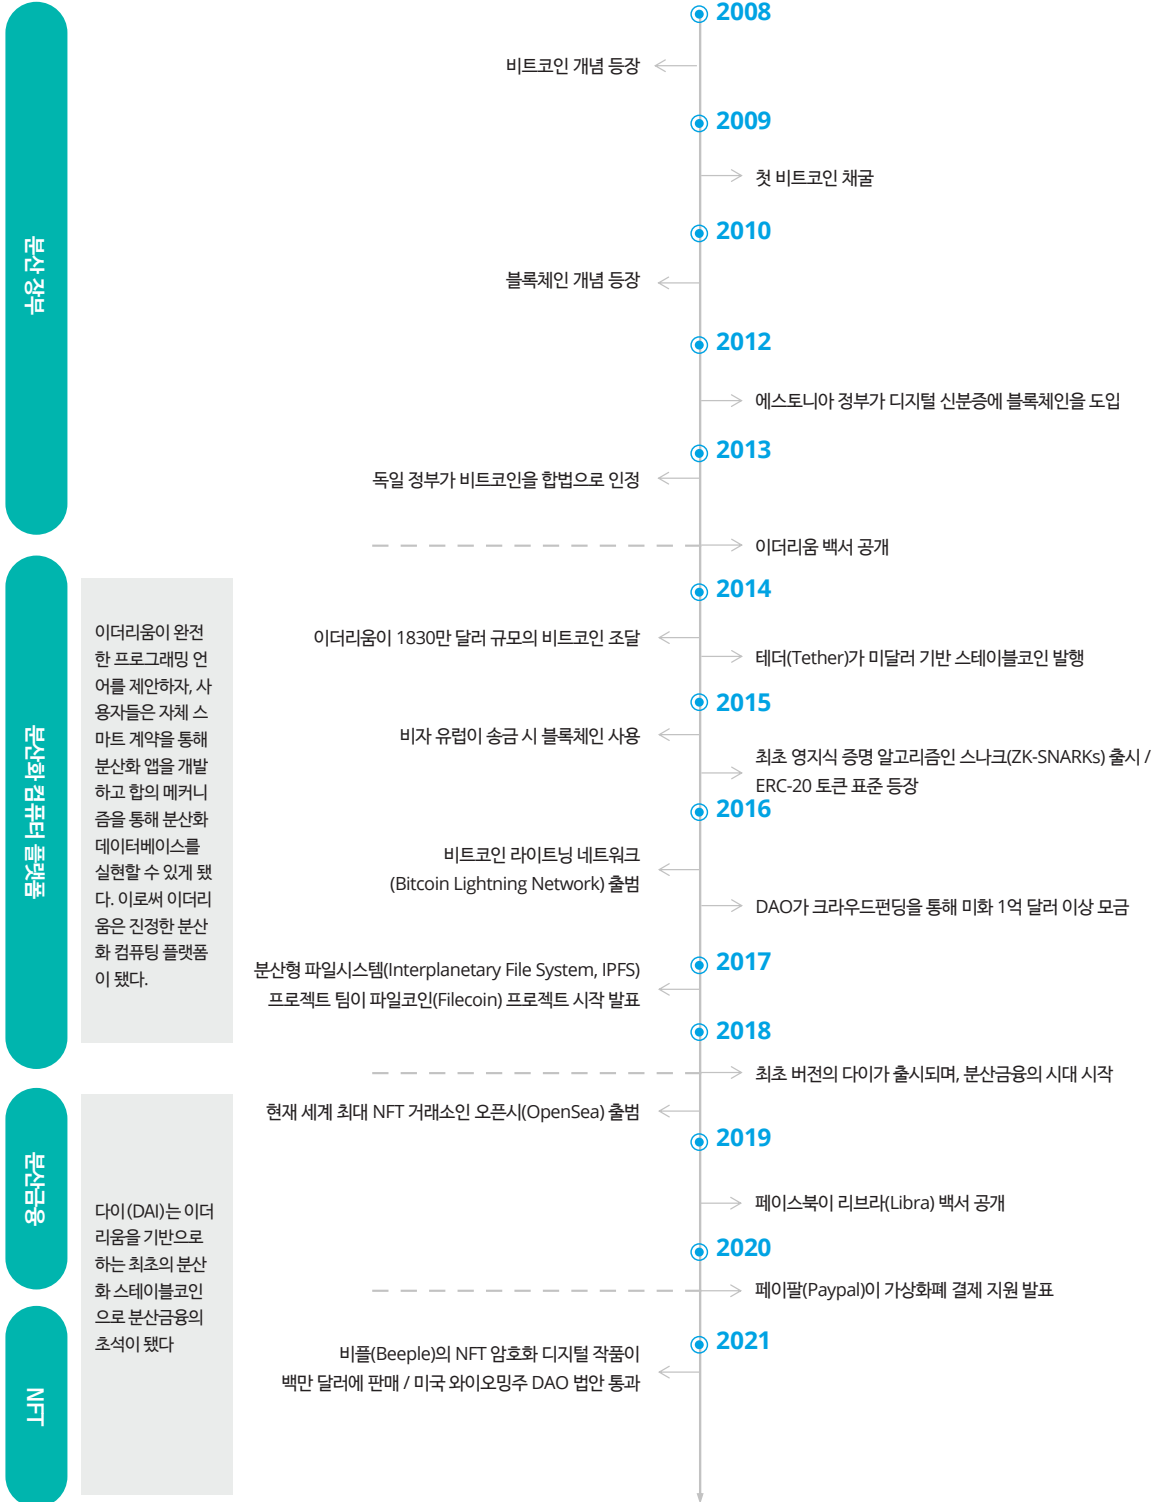 분산 장부
2008
비트코인 개념 등장
2009
첫 비트코인 채굴
2010
블록체인 개념 등장
2012
에스토니아 정부가 디지털 신분증에 블록체인을 도입
2013
독일 정부가 비트코인을 합법으로 인정
이더리움 백서 공개
분산화 컴퓨터 플랫폼
이더리움이 완전
한 프로그래밍 언
어를 제안하자, 사
용자들은 자체 스
마트 계약을 통해
분산화 앱을 개발
하고 합의 메커니
즘을 통해 분산화
데이터베이스를
실현할 수 있게 됐
다. 이로써 이더리
움은 진정한 분산
화 컴퓨팅 플랫폼
이 됐다.
2014
이더리움이 1830만 달러 규모의 비트코인 조달
테더(Tether)가 미달러 기반 스테이블코인 발행
2015
비자 유럽이 송금 시 블록체인 사용
최초 영지식 증명 알고리즘인 스나크(ZK-SNARKs) 출시 /
ERC-20 토큰 표준 등장
2016
비트코인 라이트닝 네트워크
(Bitcoin Lightning Network) 출범
DAO가 크라우드펀딩을 통해 미화 1억 달러 이상 모금
2017
분산형 파일시스템(Interplanetary File System, IPFS)
프로젝트 팀이 파일코인(Filecoin) 프로젝트 시작 발표
2018
최초 버전의 다이가 출시되며, 분산금융의 시대 시작
분산금융
다이(DAI)는 이더
리움을 기반으로
하는 최초의 분산
화 스테이블코인
으로 분산금융의
초석이 됐다
현재 세계 최대 NFT 거래소인 오픈시(OpenSea) 출범
2019
페이스북이 리브라(Libra) 백서 공개
2020
페이팔(Paypal)이 가상화폐 결제 지원 발표
NFT
2021
비플(Beeple)의 NFT 암호화 디지털 작품이
백만 달러에 판매 / 미국 와이오밍주 DAO 법안 통과